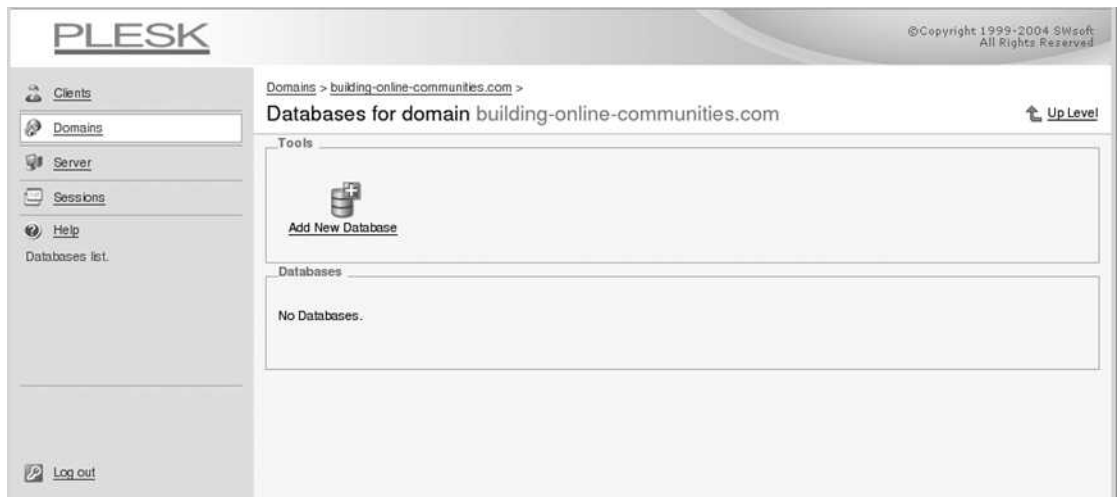 PLESK
©Copyright 1999-2004 SWsoft
All Rights Reserved
Clients
Domains
Server
Sessions
Help
Databases list.
Log out
Domains > building-online-communities.com >
Databases for domain building-online-communities.com
Up Level
Tools
Add New Database
Databases
No Databases.